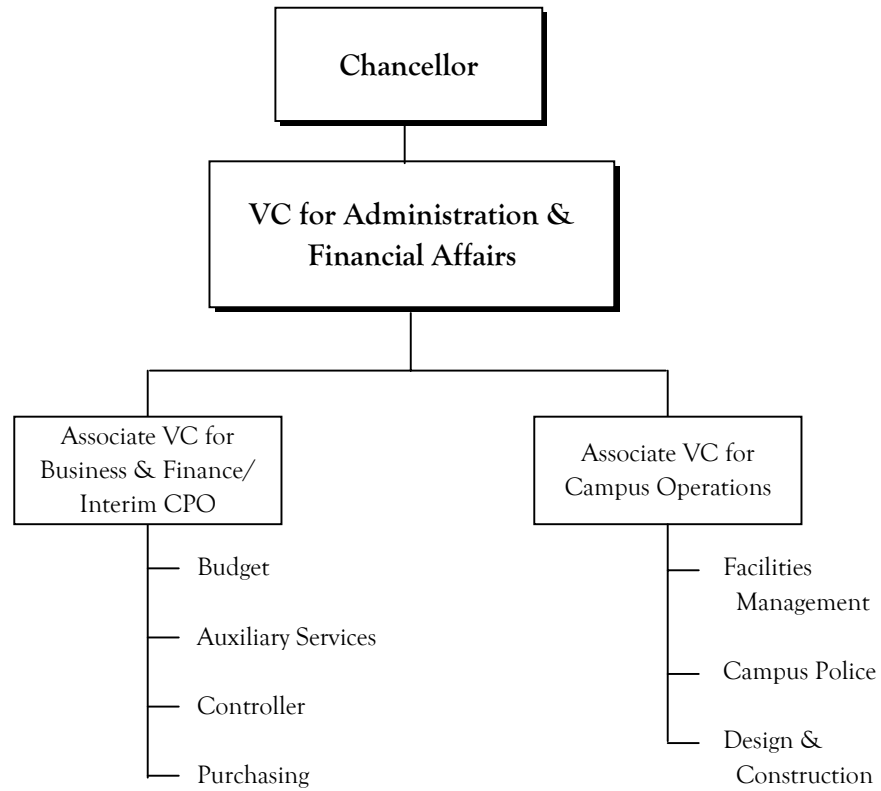 Chancellor
VC for Administration &
Financial Affairs
Associate VC for
Business & Finance/
Interim CPO
Budget
Auxiliary Services
Controller
Purchasing
Associate VC for
Campus Operations
Facilities
Management
Campus Police
Design &
Construction